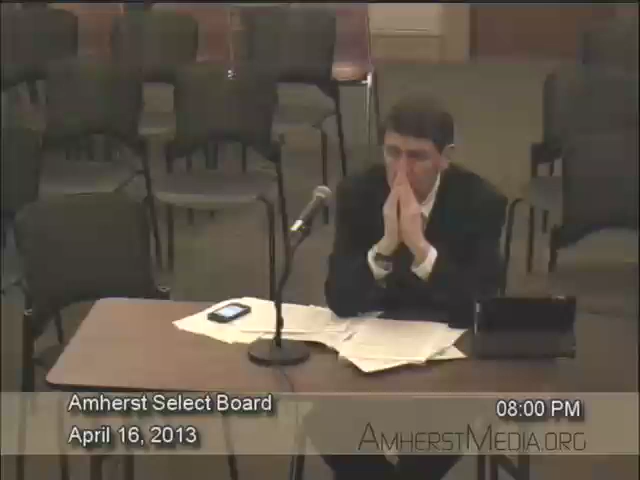 Amherst Select Board
08:00 PM
April 16, 2013
AMHERSTMEDIA.ORG